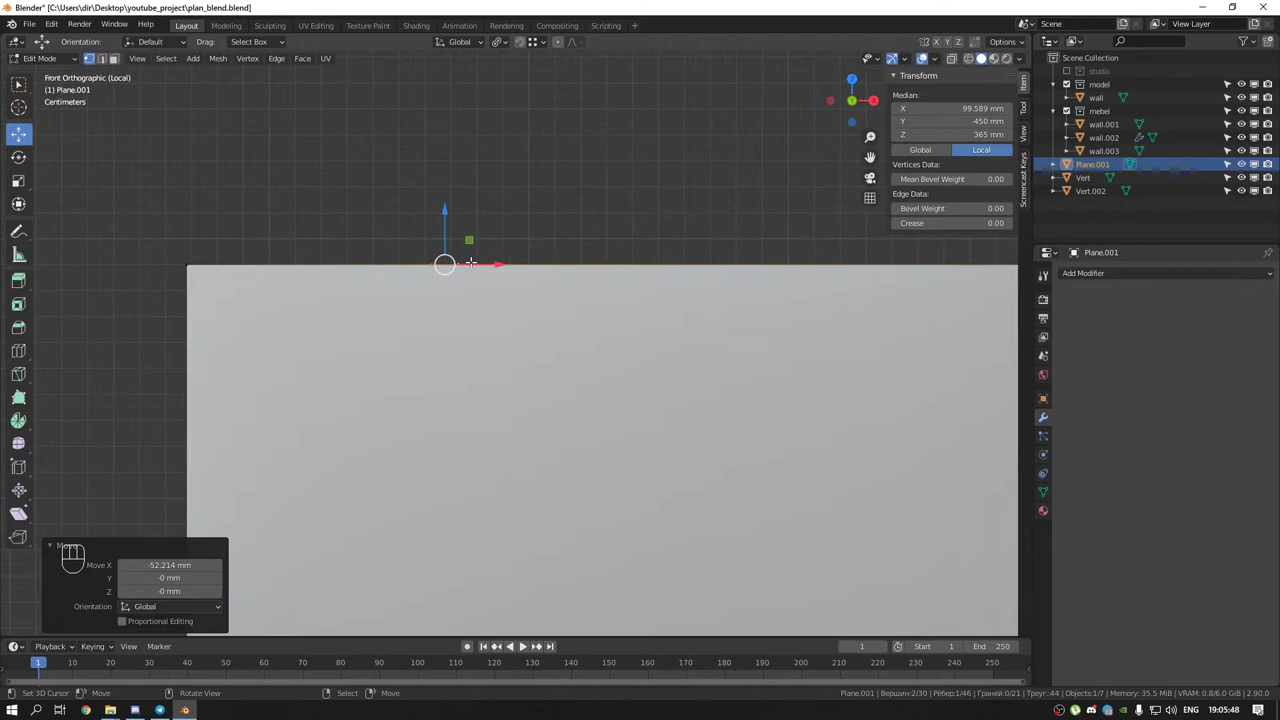 Blender* [C:\Users\dir\Desktop\youtube_project\plan_blend.blend]
File Edit Render Window Help Layout Modeling Sculpting UV Editing Texture Paint Shading Animation Rendering Compositing Scripting Scene View Layer
Orientation: Default Drag: Select Box Global X Y Z Options
Edit Mode View Select Add Mesh Vertex Edge Face UV
Front Orthographic (Local)
(1) Plane.001
Centimeters
Z
X
Y
Transform
Median:
X 99.589 mm
Y -450 mm
Z 365 mm
Global Local
Vertices Data:
Mean Bevel Weight 0.00
Edge Data:
Bevel Weight 0.00
Crease 0.00
Item
Tool
View
Screencast Keys
Scene Collection
studio
model
wall
mebel
wall.001
wall.002
wall.003
Plane.001
Vert
Vert.002
Plane.001
Add Modifier
Move X -52.214 mm
Y -0 mm
Z -0 mm
Orientation Global
Proportional Editing
Playback Keying View Marker 1 Start 1 End 250
1 10 20 30 40 50 60 70 80 90 100 110 120 130 140 150 160 170 180 190 200 210 220 230 240 250
Set 3D Cursor Move Rotate View Select Move Plane.001 | Вершин:2/30 | Рёбер:1/46 | Граней:0/21 | Треуг.:44 | Objects:1/7 | Memory: 35.5 MiB | VRAM: 0.8/6.0 GiB | 2.90.0
УКР 19:05:48